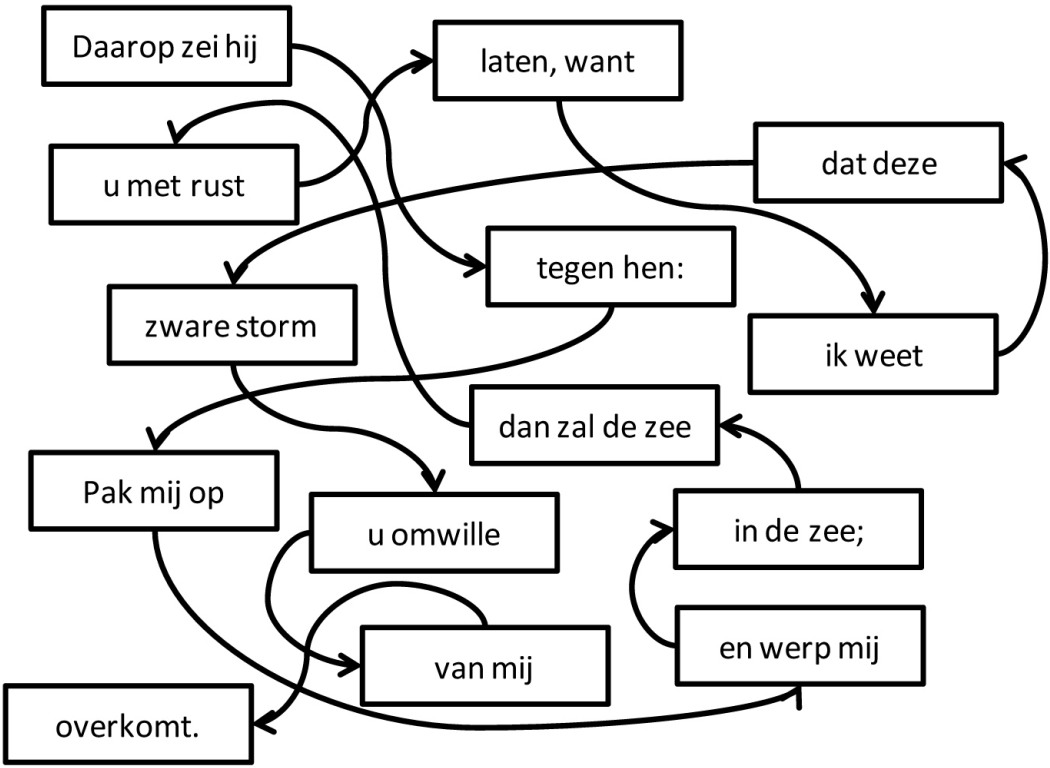 Daarop zei hij
tegen hen:
Pak mij op
en werp mij
in de zee;
dan zal de zee
u met rust
laten, want
ik weet
dat deze
zware storm
u omwille
van mij
overkomt.